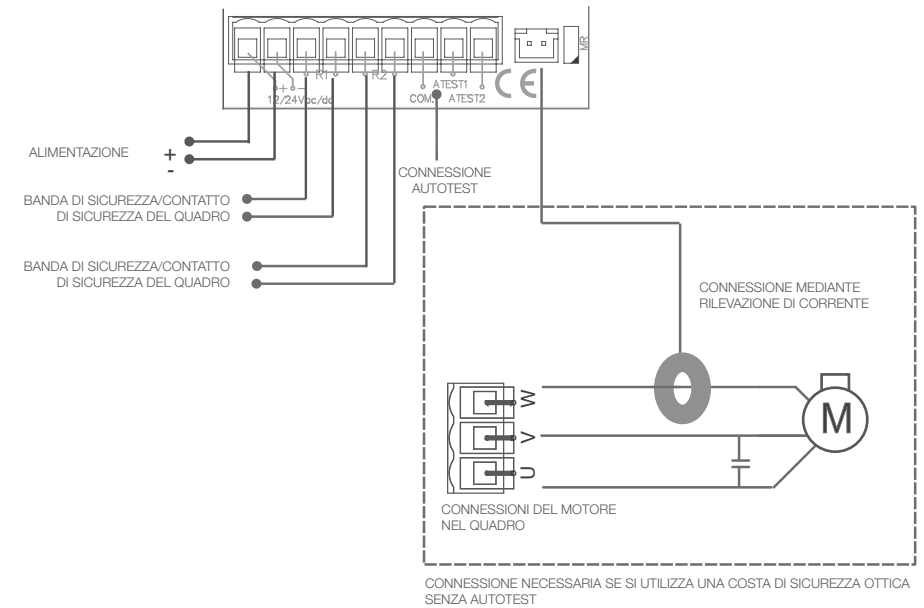 R1
R2
MR
+ -
12/24Vac/dc
ATEST1
COM.
ATEST2
CE
ALIMENTAZIONE
+
-
CONNESSIONE
AUTOTEST
BANDA DI SICUREZZA/CONTATTO
DI SICUREZZA DEL QUADRO
BANDA DI SICUREZZA/CONTATTO
DI SICUREZZA DEL QUADRO
CONNESSIONE MEDIANTE
RILEVAZIONE DI CORRENTE
W
V
U
M
CONNESSIONI DEL MOTORE
NEL QUADRO
CONNESSIONE NECESSARIA SE SI UTILIZZA UNA COSTA DI SICUREZZA OTTICA
SENZA AUTOTEST